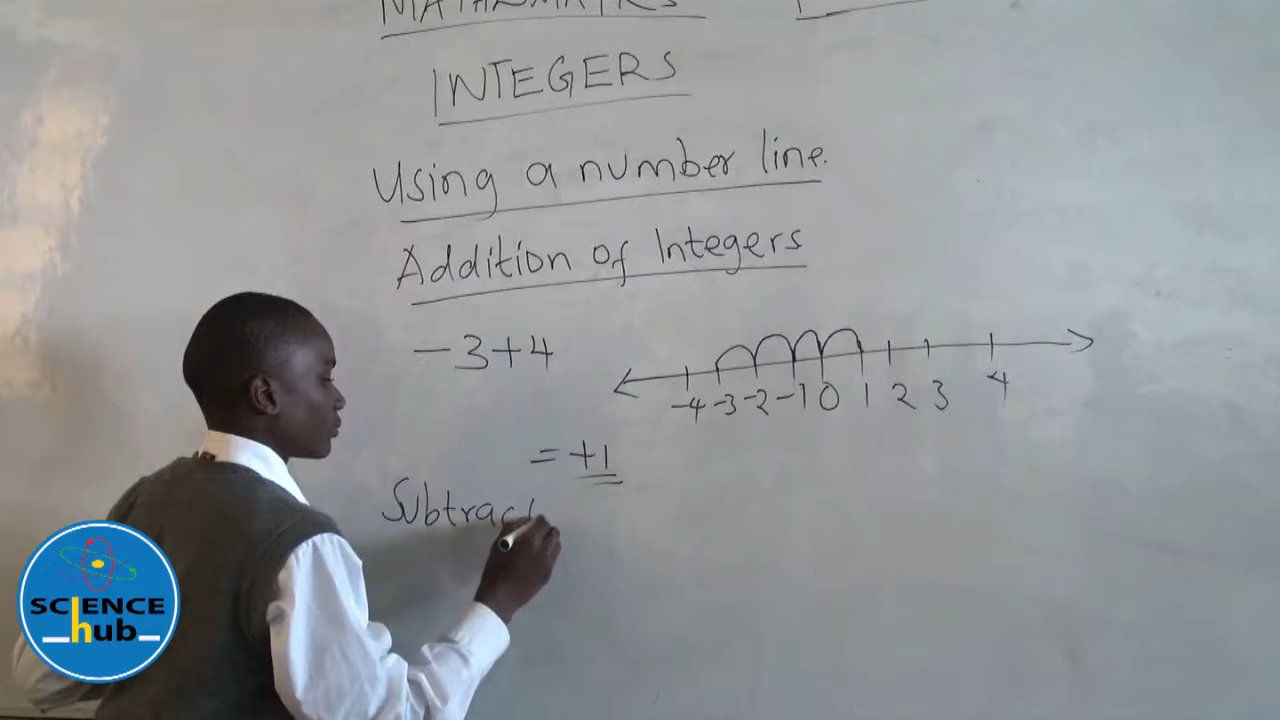 INTEGERS
Using a number line.
Addition of Integers
-3+4
-4 -3 -2 -1 0 1 2 3 4
= +1
Subtract
SCIENCE
hub